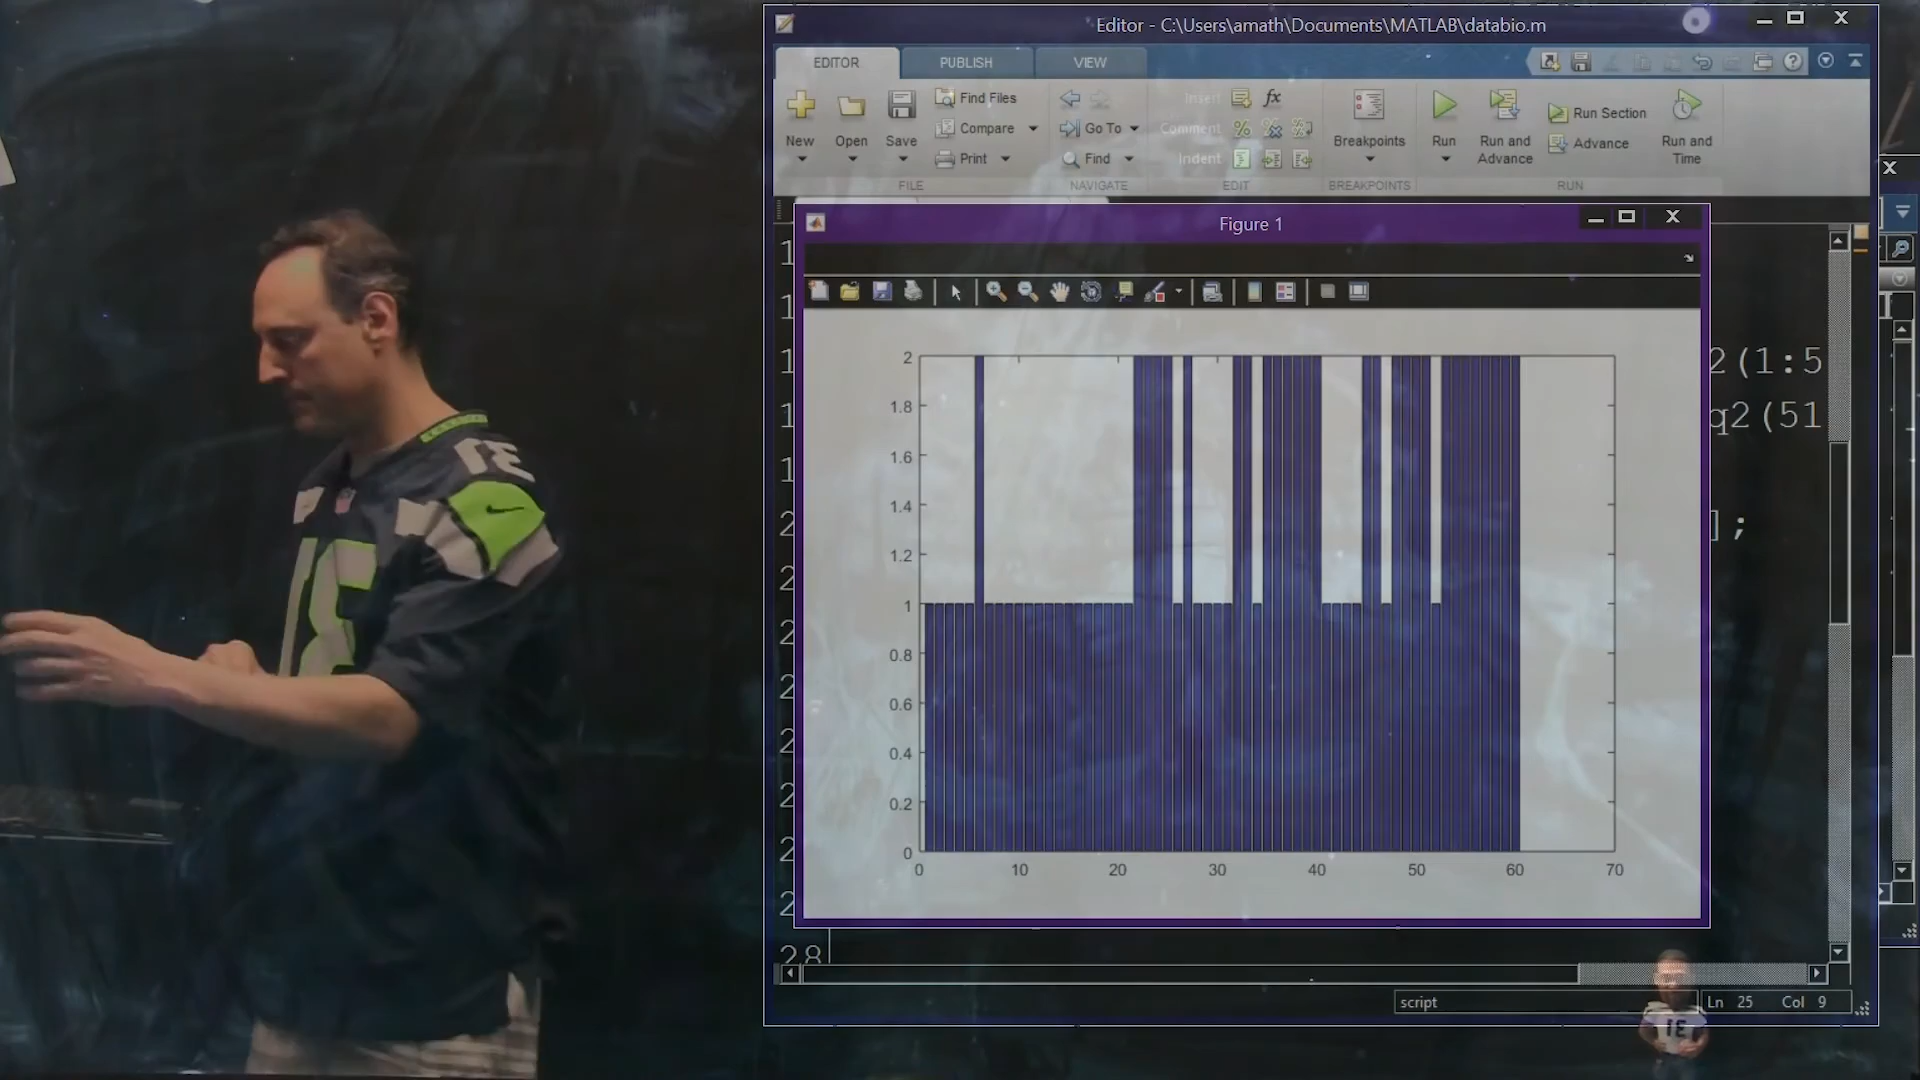 Editor - C:\Users\amath\Documents\MATLAB\databio.m
EDITOR PUBLISH VIEW
New Open Save
Find Files
Compare
Print
FILE
Go To
Find
NAVIGATE
Insert
Comment
Indent
EDIT
Breakpoints
BREAKPOINTS
Run
Run and Advance
Run Section
Advance
Run and Time
RUN
Figure 1
2
1.8
1.6
1.4
1.2
1
0.8
0.6
0.4
0.2
0
0 10 20 30 40 50 60 70
2(1:5
q2(51
];
28
script
Ln 25 Col 9